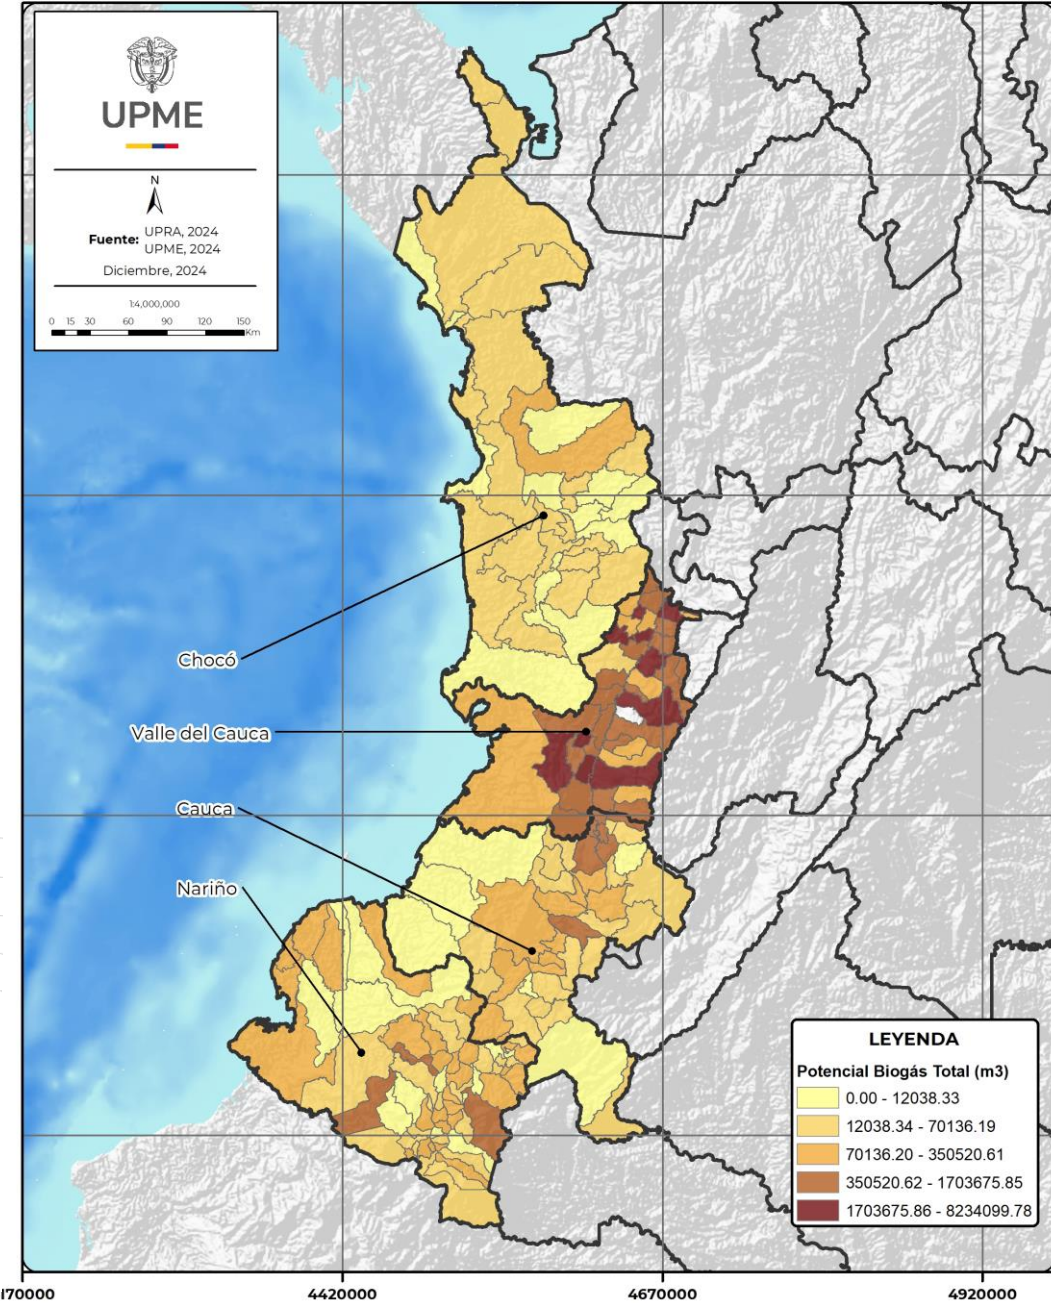 UPME
N
Fuente: UPRA, 2024
UPME, 2024
Diciembre, 2024
1:4,000,000
0 15 30 60 90 120 150
Km
Chocó
Valle del Cauca
Cauca
Nariño
LEYENDA
Potencial Biogás Total (m3)
0.00 - 12038.33
12038.34 - 70136.19
70136.20 - 350520.61
350520.62 - 1703675.85
1703675.86 - 8234099.78
170000 4420000 4670000 4920000